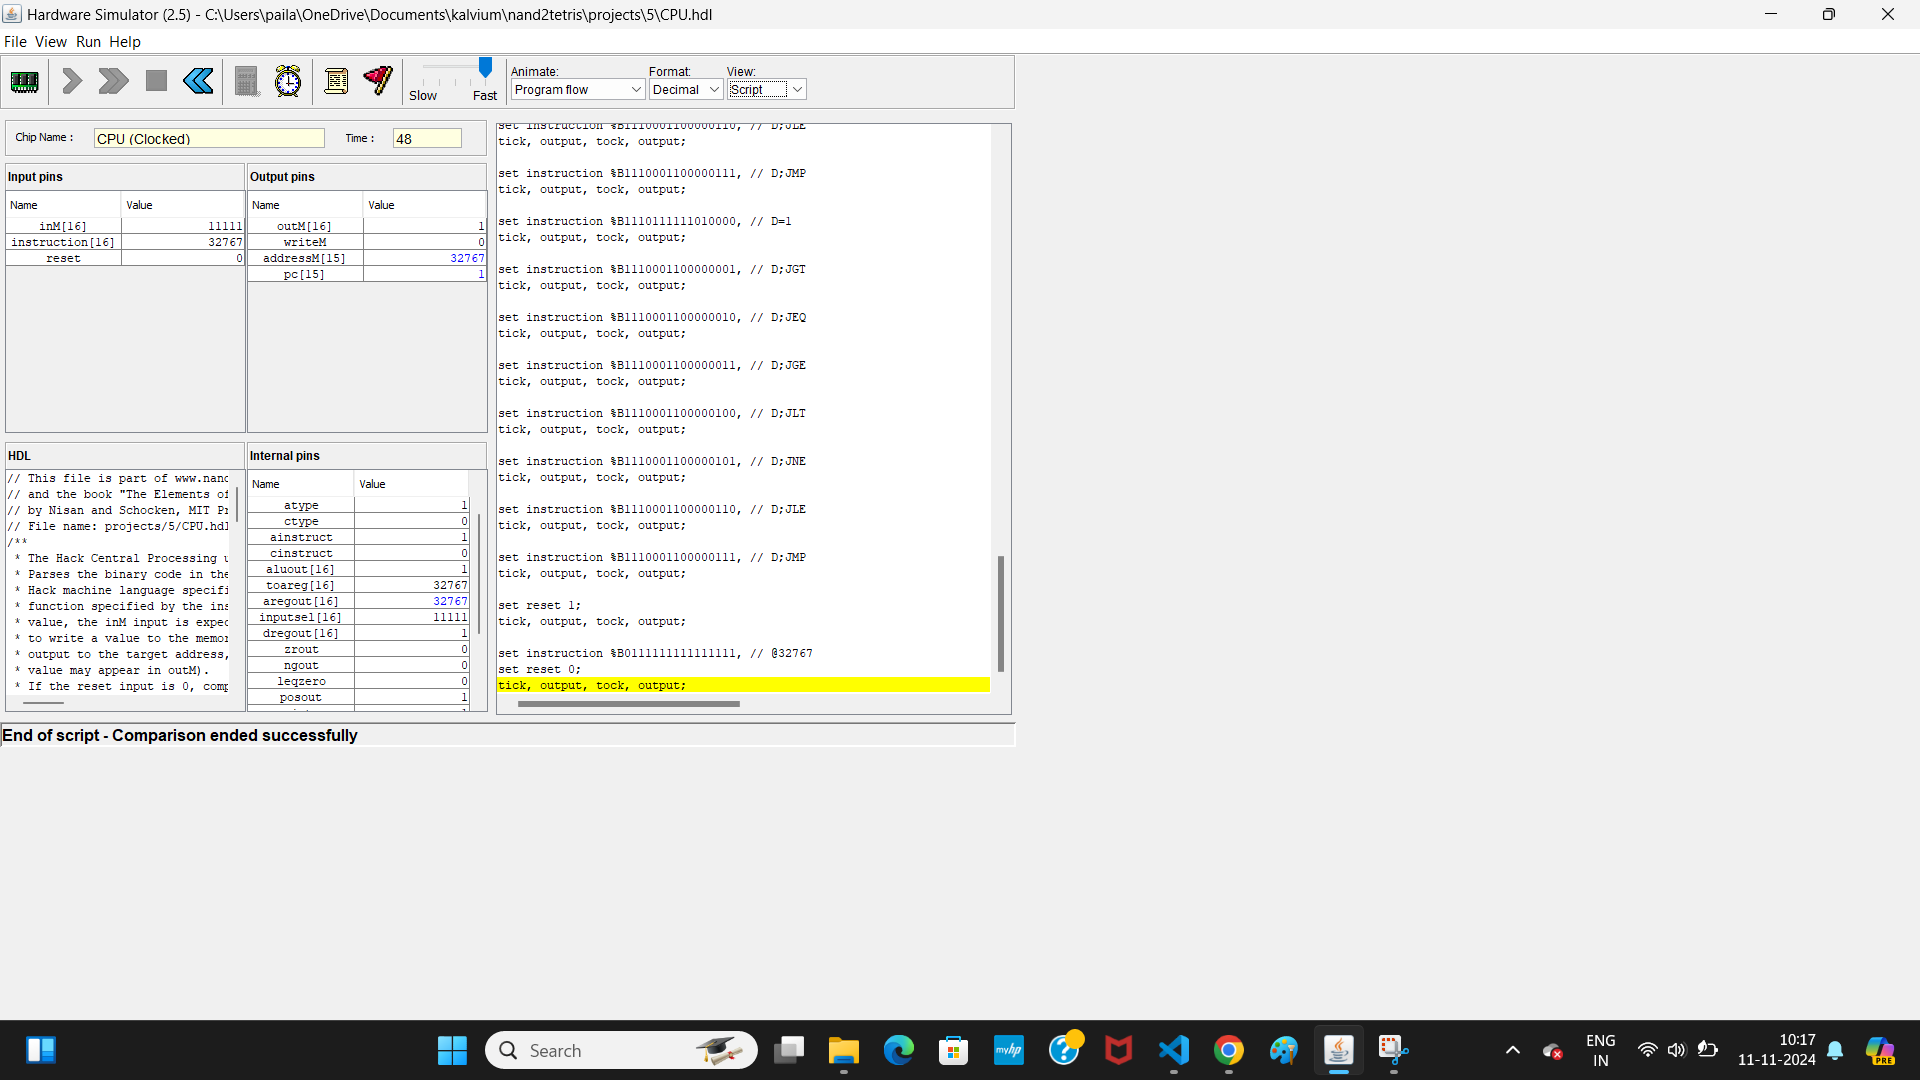 Hardware Simulator (2.5) - C:\Users\paila\OneDrive\Documents\kalvium\nand2tetris\projects\5\CPU.hdl
File View Run Help
Slow Fast
Animate: Format: View:
Program flow Decimal Script
Chip Name : CPU (Clocked) Time : 48
Input pins
Name Value
inM[16] 11111
instruction[16] 32767
reset 0
Output pins
Name Value
outM[16] 1
writeM 0
addressM[15] 32767
pc[15] 1
HDL
// This file is part of www.nand
// and the book "The Elements of
// by Nisan and Schocken, MIT Pr
// File name: projects/5/CPU.hdl
/**
* The Hack Central Processing u
* Parses the binary code in the
* Hack machine language specifi
* function specified by the ins
* value, the inM input is expec
* to write a value to the memor
* output to the target address,
* value may appear in outM).
* If the reset input is 0, comp
Internal pins
Name Value
atype 1
ctype 0
ainstruct 1
cinstruct 0
aluout[16] 1
toareg[16] 32767
aregout[16] 32767
inputsel[16] 11111
dregout[16] 1
zrout 0
ngout 0
leqzero 0
posout 1
set instruction %B1110001100000110, // D;JLE
tick, output, tock, output;
set instruction %B1110001100000111, // D;JMP
tick, output, tock, output;
set instruction %B1110111111010000, // D=1
tick, output, tock, output;
set instruction %B1110001100000001, // D;JGT
tick, output, tock, output;
set instruction %B1110001100000010, // D;JEQ
tick, output, tock, output;
set instruction %B1110001100000011, // D;JGE
tick, output, tock, output;
set instruction %B1110001100000100, // D;JLT
tick, output, tock, output;
set instruction %B1110001100000101, // D;JNE
tick, output, tock, output;
set instruction %B1110001100000110, // D;JLE
tick, output, tock, output;
set instruction %B1110001100000111, // D;JMP
tick, output, tock, output;
set reset 1;
tick, output, tock, output;
set instruction %B0111111111111111, // @32767
set reset 0;
tick, output, tock, output;
End of script - Comparison ended successfully
Search
myhp
ENG
IN
10:17
11-11-2024
PRE